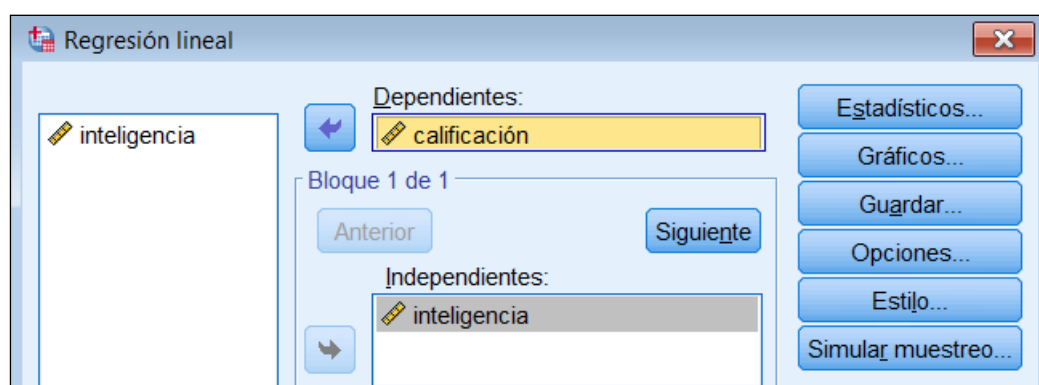 Regresión lineal
inteligencia
Dependientes:
calificación
Bloque 1 de 1
Anterior
Siguiente
Independientes:
inteligencia
Estadísticos...
Gráficos...
Guardar...
Opciones...
Estilo...
Simular muestreo...